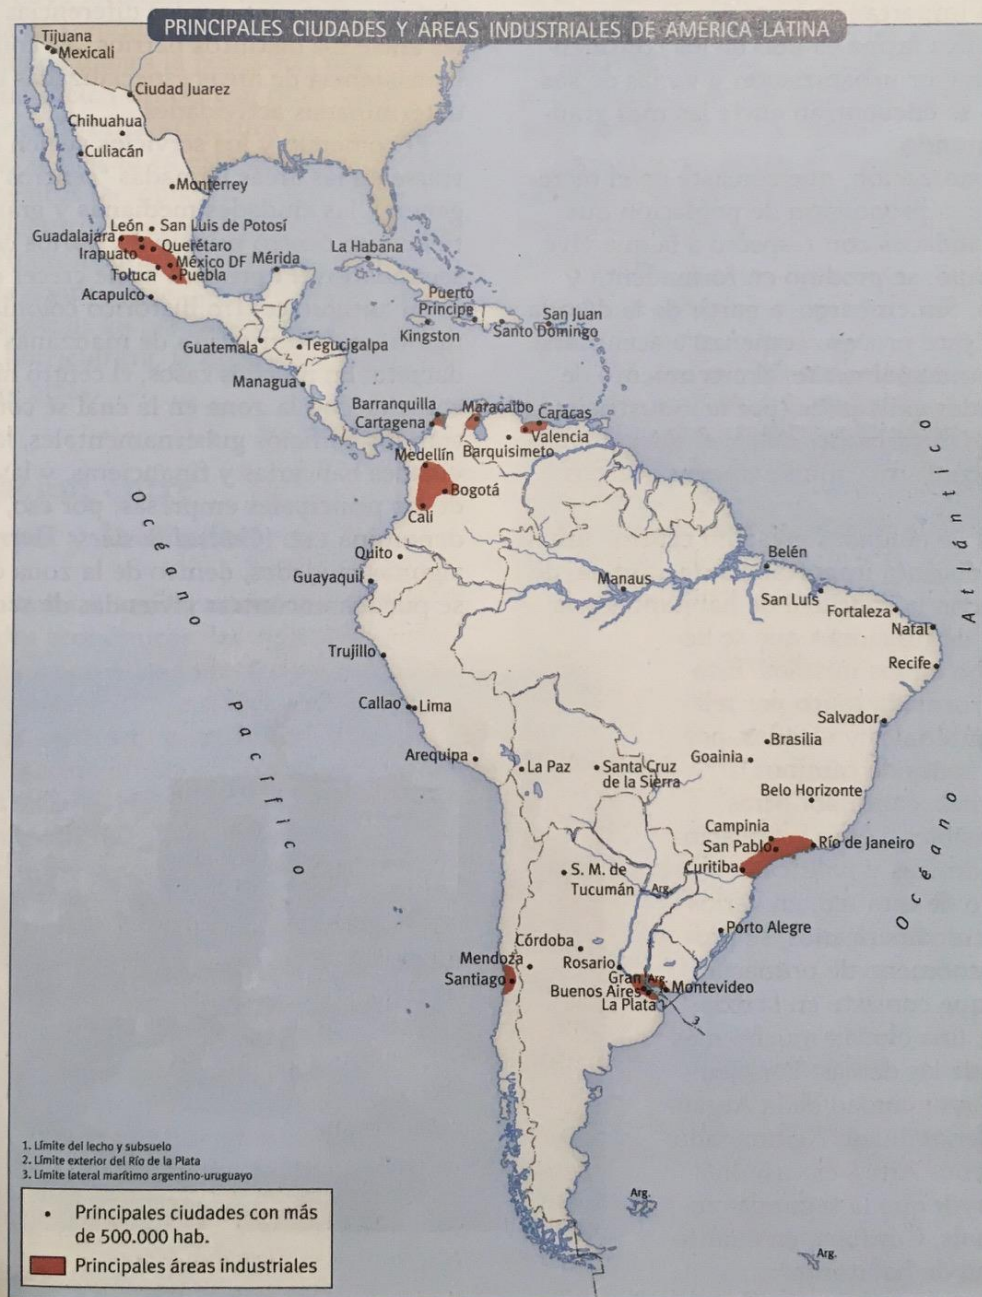 PRINCIPALES CIUDADES Y ÁREAS INDUSTRIALES DE AMÉRICA LATINA
Tijuana
Mexicali
Ciudad Juarez
Chihuahua
Culiacán
Monterrey
León
San Luis de Potosí
Guadalajara
Querétaro
Irapuato
México DF
Mérida
Toluca
Puebla
Acapulco
La Habana
Puerto
Príncipe
San Juan
Kingston
Santo Domingo
Guatemala
Tegucigalpa
Managua
Barranquilla
Maracaibo
Caracas
Cartagena
Valencia
Barquisimeto
Medellín
Bogotá
Cali
Quito
Guayaquil
Manaus
Belén
San Luis
Fortaleza
Natal
Trujillo
Recife
Callao
Lima
Salvador
Brasilia
Arequipa
Goainia
La Paz
Santa Cruz
de la Sierra
Belo Horizonte
Campinia
San Pablo
Río de Janeiro
Curitiba
S. M. de
Tucumán
Arg.
Porto Alegre
Córdoba
Mendoza
Rosario
Santiago
Gran
Arg.
Buenos Aires
Montevideo
La Plata
3
Océano Pacífico
Océano Atlántico
Arg.
Arg.
1. Límite del lecho y subsuelo
2. Límite exterior del Río de la Plata
3. Límite lateral marítimo argentino-uruguayo
Principales ciudades con más
de 500.000 hab.
Principales áreas industriales